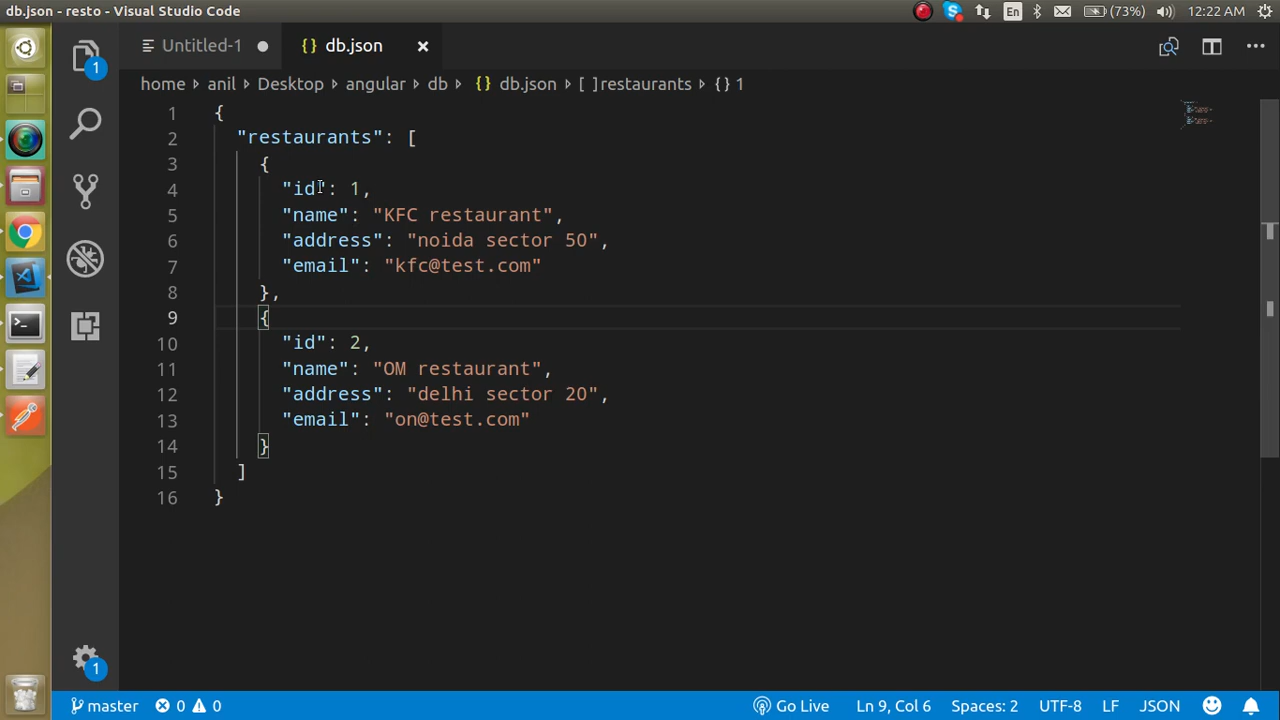 db.json - resto - Visual Studio Code
En
(73%)
12:22 AM
1
Untitled-1
{} db.json ×
home angular anil Desktop angular db {} db.json [ ] restaurants {} 1
1 {
2 "restaurants": [
3 {
4 "id": 1,
5 "name": "KFC restaurant",
6 "address": "noida sector 50",
7 "email": "kfc@test.com"
8 },
9 {
10 "id": 2,
11 "name": "OM restaurant",
12 "address": "delhi sector 20",
13 "email": "on@test.com"
14 }
15 ]
16 }
1
master 0 0
Go Live Ln 9, Col 6 Spaces: 2 UTF-8 LF JSON